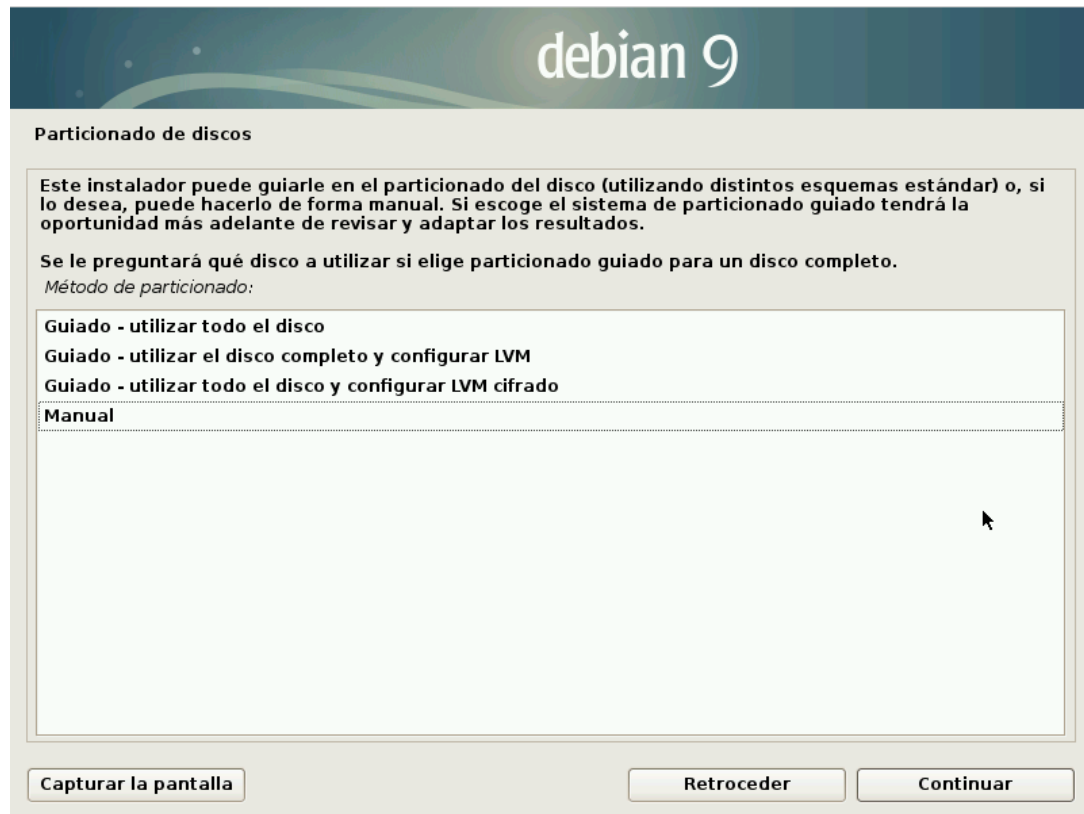 debian 9
Particionado de discos
Este instalador puede guiarle en el particionado del disco (utilizando distintos esquemas estándar) o, si
lo desea, puede hacerlo de forma manual. Si escoge el sistema de particionado guiado tendrá la
oportunidad más adelante de revisar y adaptar los resultados.
Se le preguntará qué disco a utilizar si elige particionado guiado para un disco completo.
Método de particionado:
Guiado - utilizar todo el disco
Guiado - utilizar el disco completo y configurar LVM
Guiado - utilizar todo el disco y configurar LVM cifrado
Manual
Capturar la pantalla
Retroceder
Continuar